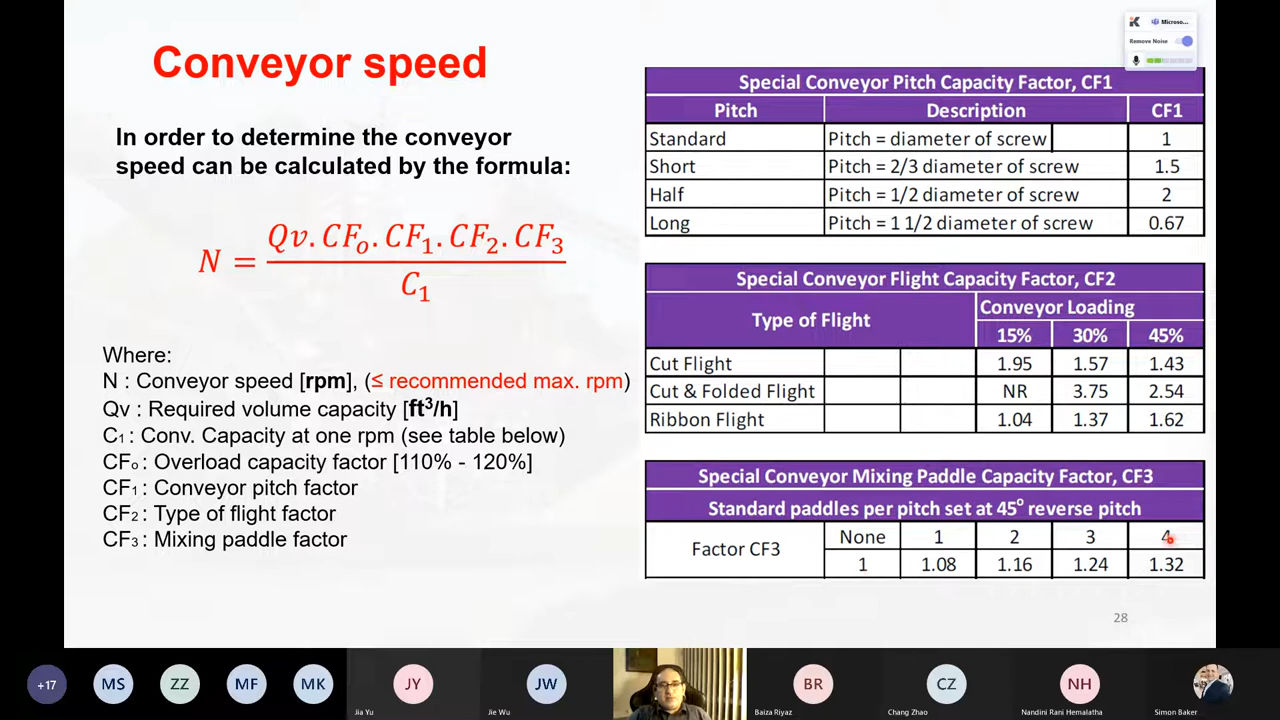 Conveyor speed
In order to determine the conveyor
speed can be calculated by the formula:
N = Qv. CFo. CF1. CF2. CF3 / C1
Where:
N : Conveyor speed [rpm], (≤ recommended max. rpm)
Qv : Required volume capacity [ft³/h]
C1 : Conv. Capacity at one rpm (see table below)
CFo : Overload capacity factor [110% - 120%]
CF1 : Conveyor pitch factor
CF2 : Type of flight factor
CF3 : Mixing paddle factor
Microso...
Remove Noise
Special Conveyor Pitch Capacity Factor, CF1
Pitch Description CF1
Standard Pitch = diameter of screw 1
Short Pitch = 2/3 diameter of screw 1.5
Half Pitch = 1/2 diameter of screw 2
Long Pitch = 1 1/2 diameter of screw 0.67
Special Conveyor Flight Capacity Factor, CF2
Type of Flight Conveyor Loading
15% 30% 45%
Cut Flight 1.95 1.57 1.43
Cut & Folded Flight NR 3.75 2.54
Ribbon Flight 1.04 1.37 1.62
Special Conveyor Mixing Paddle Capacity Factor, CF3
Standard paddles per pitch set at 45° reverse pitch
Factor CF3 None 1 2 3 4
1 1.08 1.16 1.24 1.32
28
+17 MS ZZ MF MK JY JW BR CZ NH
Jia Yu Jie Wu Baiza Riyaz Chang Zhao Nandini Rani Hemalatha Simon Baker